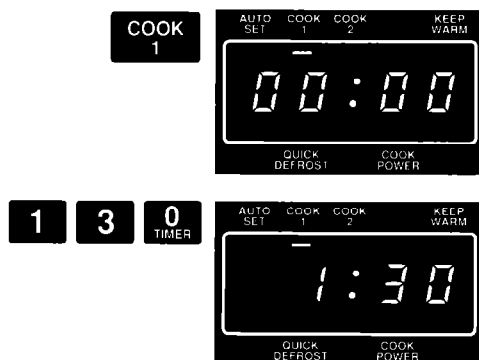 COOK
1
AUTO SET COOK 1 COOK 2 KEEP WARM
00:00
QUICK DEFROST COOK POWER
1 3 0
TIMER
AUTO SET COOK 1 COOK 2 KEEP WARM
1:30
QUICK DEFROST COOK POWER